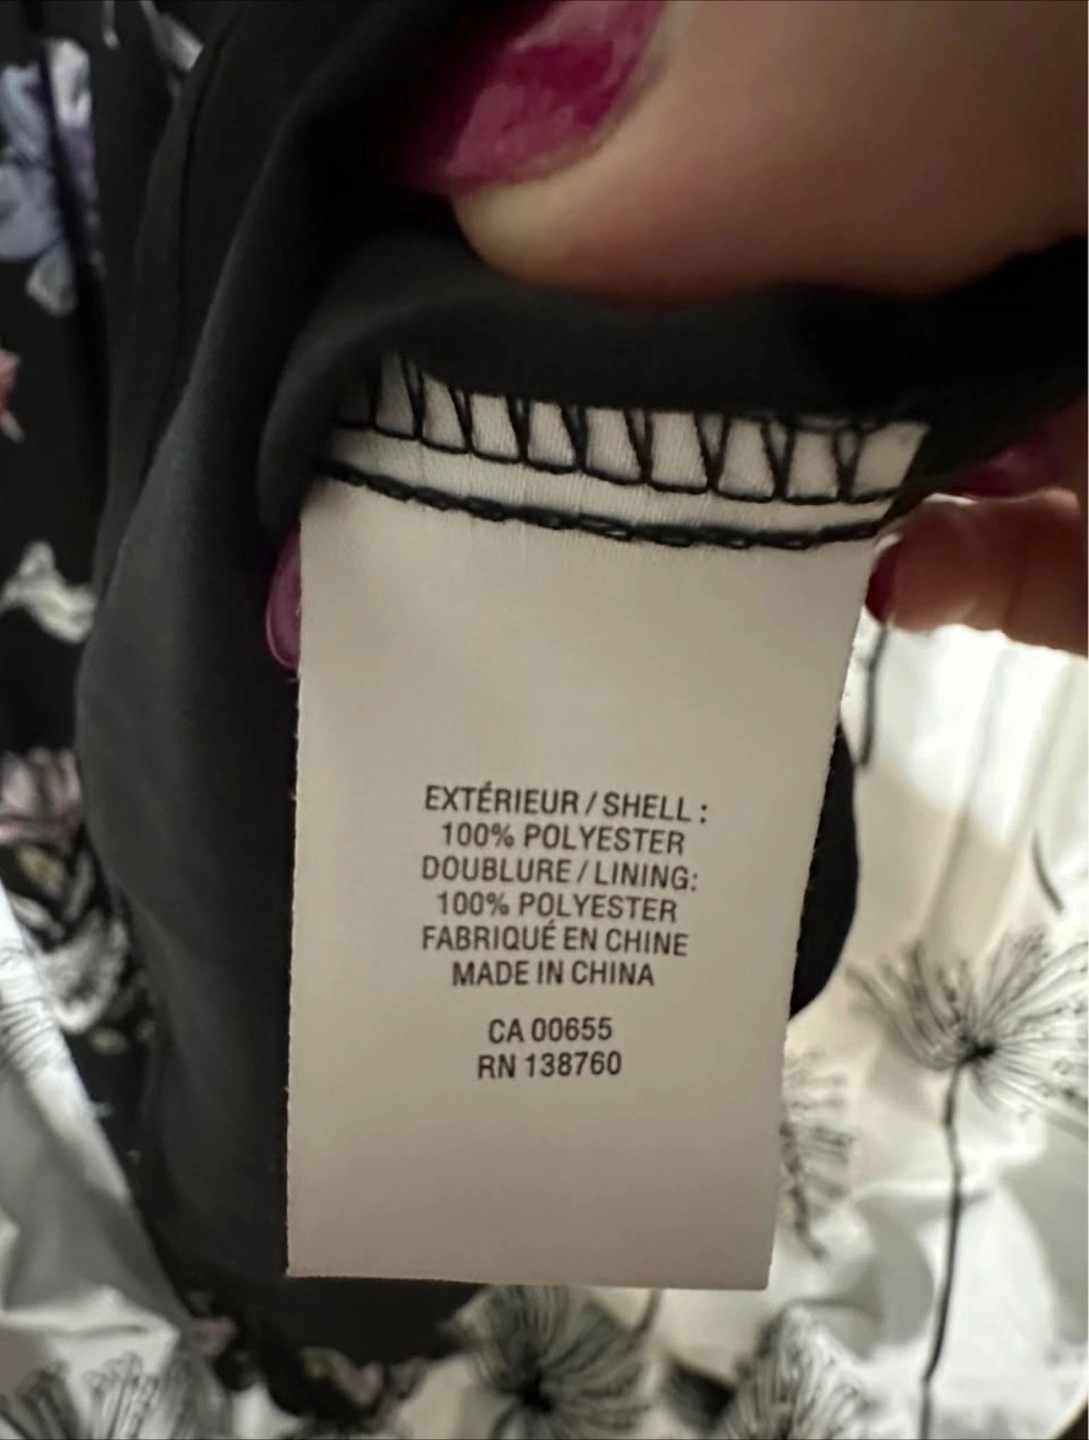 EXTÉRIEUR / SHELL :
100% POLYESTER
DOUBLURE / LINING:
100% POLYESTER
FABRIQUÉ EN CHINE
MADE IN CHINA
CA 00655
RN 138760